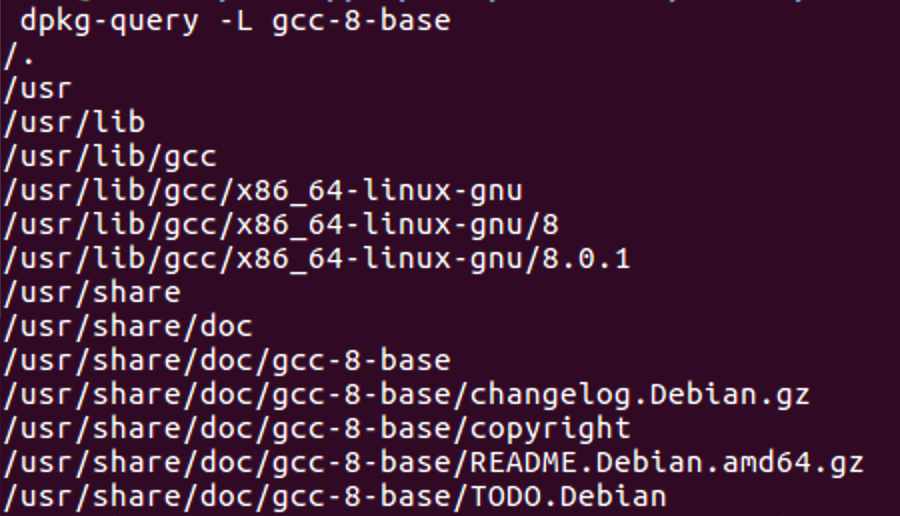 dpkg-query -L gcc-8-base
/.
/usr
/usr/lib
/usr/lib/gcc
/usr/lib/gcc/x86_64-linux-gnu
/usr/lib/gcc/x86_64-linux-gnu/8
/usr/lib/gcc/x86_64-linux-gnu/8.0.1
/usr/share
/usr/share/doc
/usr/share/doc/gcc-8-base
/usr/share/doc/gcc-8-base/changelog.Debian.gz
/usr/share/doc/gcc-8-base/copyright
/usr/share/doc/gcc-8-base/README.Debian.amd64.gz
/usr/share/doc/gcc-8-base/TODO.Debian